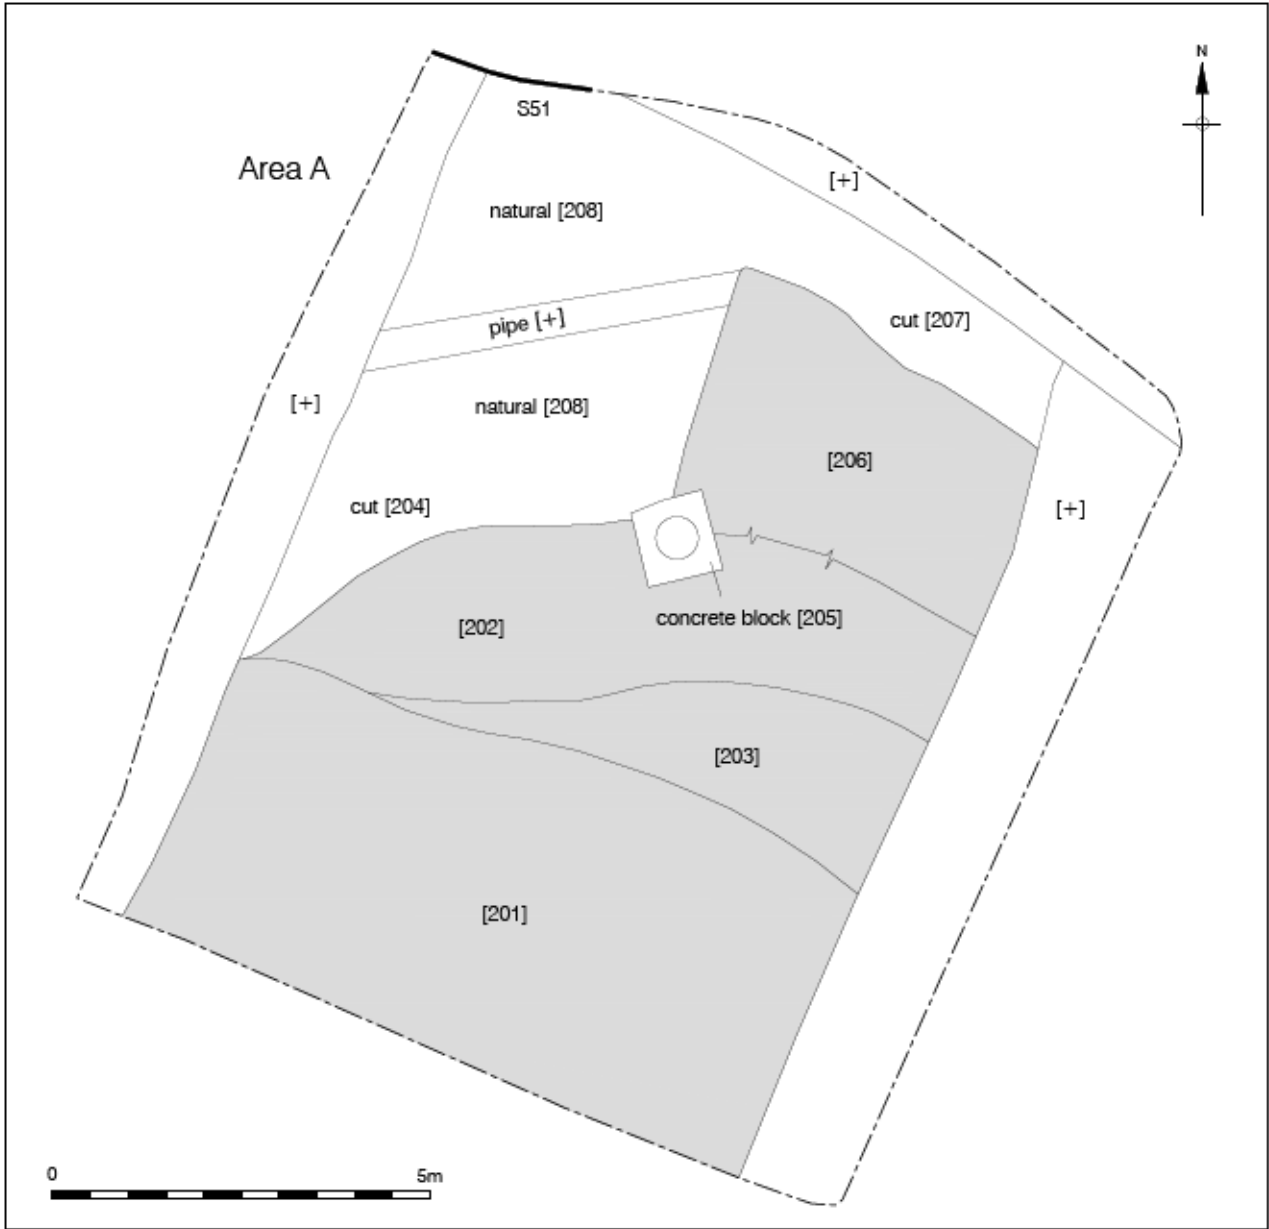 N
S51
Area A
[+]
natural [208]
pipe [+]
cut [207]
[+]
natural [208]
[206]
cut [204]
[+]
concrete block [205]
[202]
[203]
[201]
0 5m